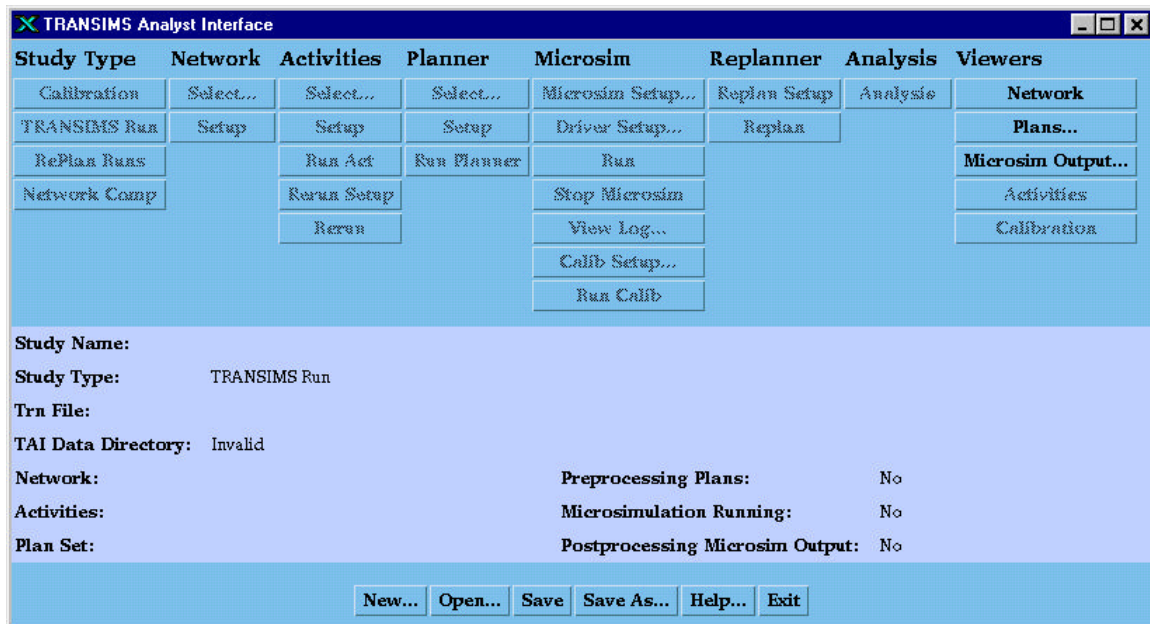 TRANSIMS Analyst Interface
Study Type Network Activities Planner Microsim Replanner Analysis Viewers
Calibration Select... Select... Select... Microsim Setup... Replan Setup Analysis Network
TRANSIMS Run Setup Setup Setup Driver Setup... Replan Plans...
RePlan Runs Run Act Run Planner Run Microsim Output...
Network Comp Rerun Setup Stop Microsim Activities
Rerun View Log... Calibration
Calib Setup...
Run Calib
Study Name:
Study Type: TRANSIMS Run
Trn File:
TAI Data Directory: Invalid
Network: Preprocessing Plans: No
Activities: Microsimulation Running: No
Plan Set: Postprocessing Microsim Output: No
New... Open... Save Save As... Help... Exit